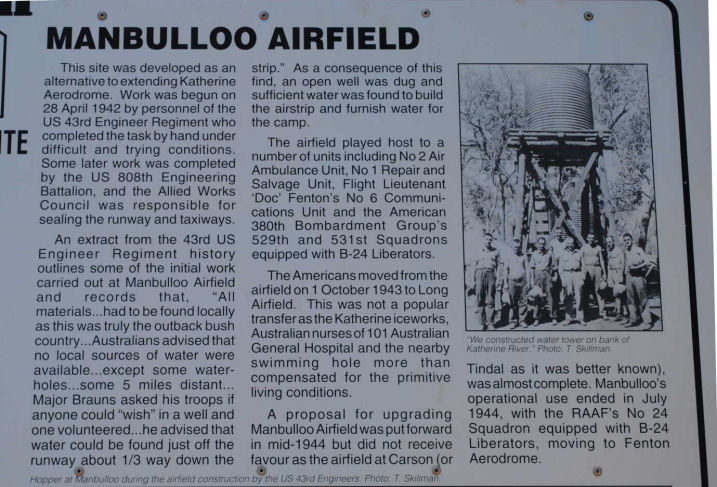 MANBULLOO AIRFIELD
This site was developed as an
alternative to extending Katherine
Aerodrome. Work was begun on
28 April 1942 by personnel of the
US 43rd Engineer Regiment who
completed the task by hand under
difficult and trying conditions.
Some later work was completed
by the US 808th Engineering
Battalion, and the Allied Works
Council was responsible for
sealing the runway and taxiways.
An extract from the 43rd US
Engineer Regiment history
outlines some of the initial work
carried out at Manbulloo Airfield
and records that, "All
materials...had to be found locally
as this was truly the outback bush
country...Australians advised that
no local sources of water were
available...except some water-
holes...some 5 miles distant...
Major Brauns asked his troops if
anyone could "wish" in a well and
one volunteered...he advised that
water could be found just off the
runway about 1/3 way down the
strip." As a consequence of this
find, an open well was dug and
sufficient water was found to build
the airstrip and furnish water for
the camp.
The airfield played host to a
number of units including No 2 Air
Ambulance Unit, No 1 Repair and
Salvage Unit, Flight Lieutenant
'Doc' Fenton's No 6 Communi-
cations Unit and the American
380th Bombardment Group's
529th and 531st Squadrons
equipped with B-24 Liberators.
The Americans moved from the
airfield on 1 October 1943 to Long
Airfield. This was not a popular
transfer as the Katherine iceworks,
Australian nurses of 101 Australian
General Hospital and the nearby
swimming hole more than
compensated for the primitive
living conditions.
A proposal for upgrading
Manbulloo Airfield was put forward
in mid-1944 but did not receive
favour as the airfield at Carson (or
"We constructed water tower on bank of
Katherine River." Photo: T. Skillman.
Tindal as it was better known),
was almost complete. Manbulloo's
operational use ended in July
1944, with the RAAF's No 24
Squadron equipped with B-24
Liberators, moving to Fenton
Aerodrome.
Hopper at Manbulloo during the airfield construction by the US 43rd Engineers. Photo: T. Skillman.
ITE